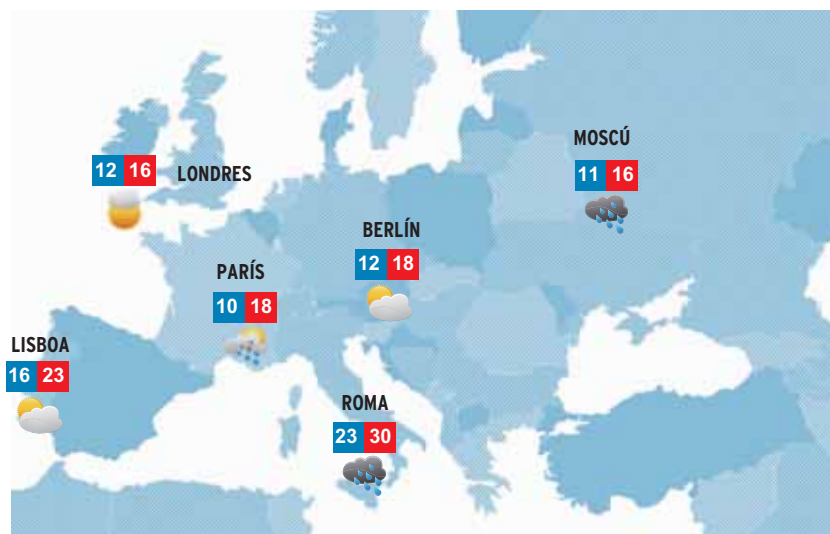 MOSCÚ
11 16
12 16 LONDRES
BERLÍN
12 18
PARÍS
10 18
LISBOA
16 23
ROMA
23 30